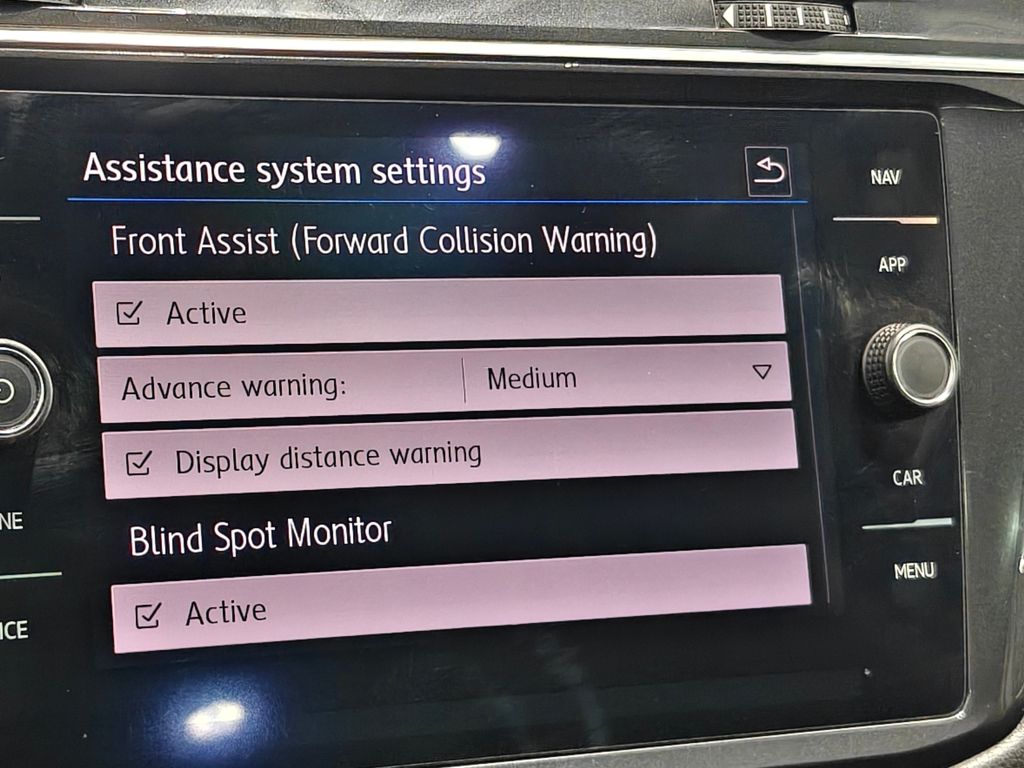 Assistance system settings
NAV
Front Assist (Forward Collision Warning)
APP
Active
Advance warning: Medium
Display distance warning
CAR
NE
Blind Spot Monitor
MENU
Active
ICE